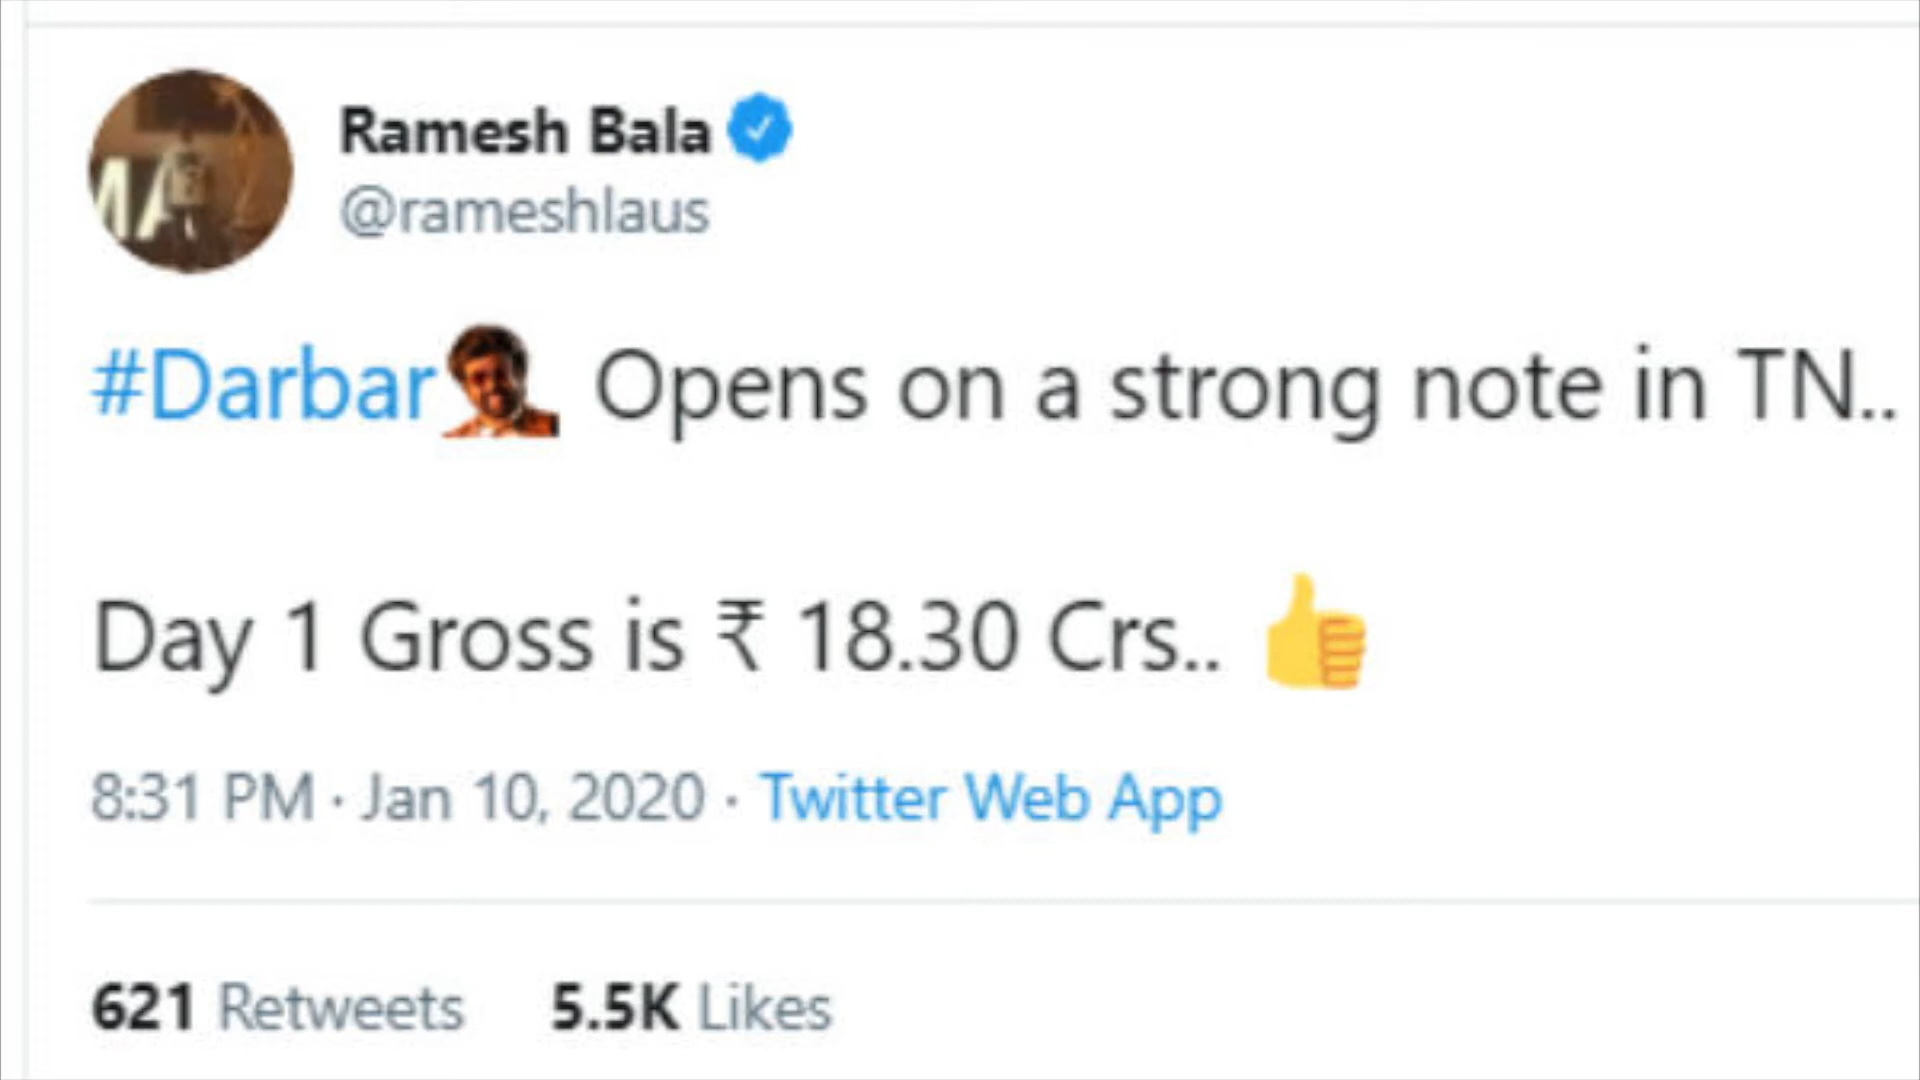 Ramesh Bala
@rameshlaus
#Darbar Opens on a strong note in TN..
Day 1 Gross is ₹ 18.30 Crs.. 👍
8:31 PM · Jan 10, 2020 · Twitter Web App
621 Retweets 5.5K Likes